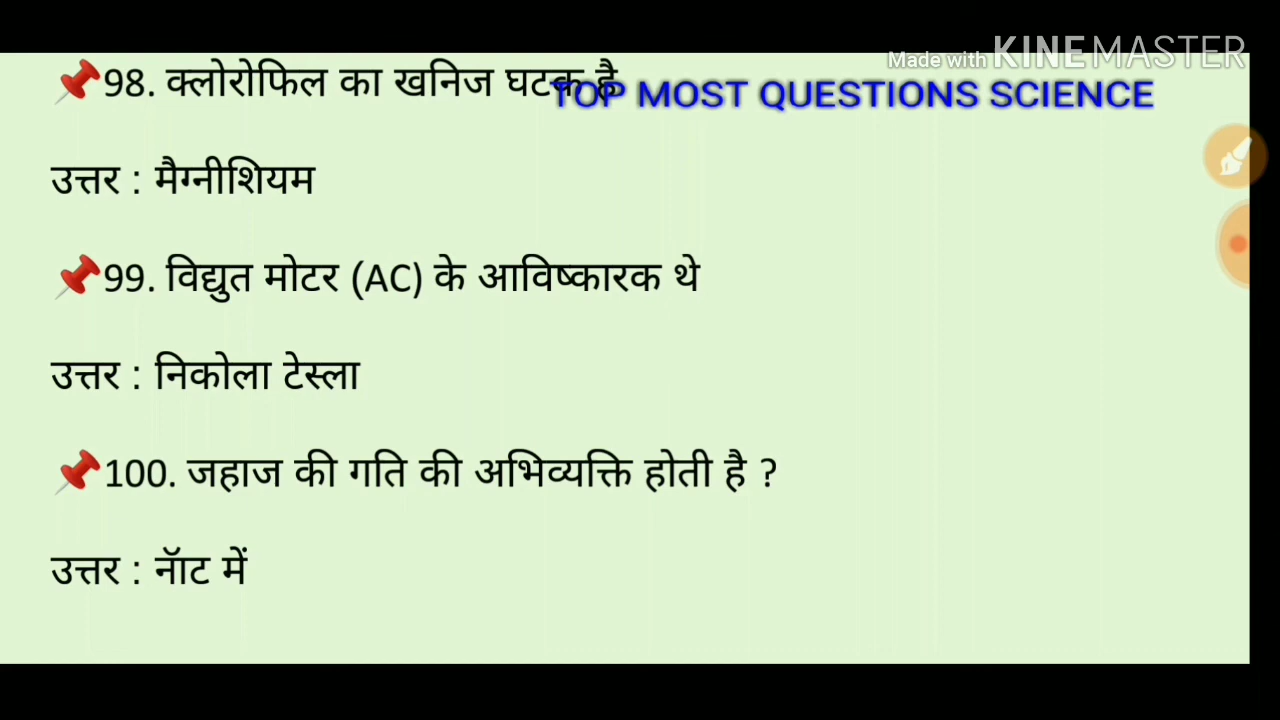 Made with KINEMASTER
📌98. क्लोरोफिल का खनिज घटक है
TOP MOST QUESTIONS SCIENCE
उत्तर : मैग्नीशियम
📌99. विद्युत मोटर (AC) के आविष्कारक थे
उत्तर : निकोला टेस्ला
📌100. जहाज की गति की अभिव्यक्ति होती है ?
उत्तर : नॅाट में